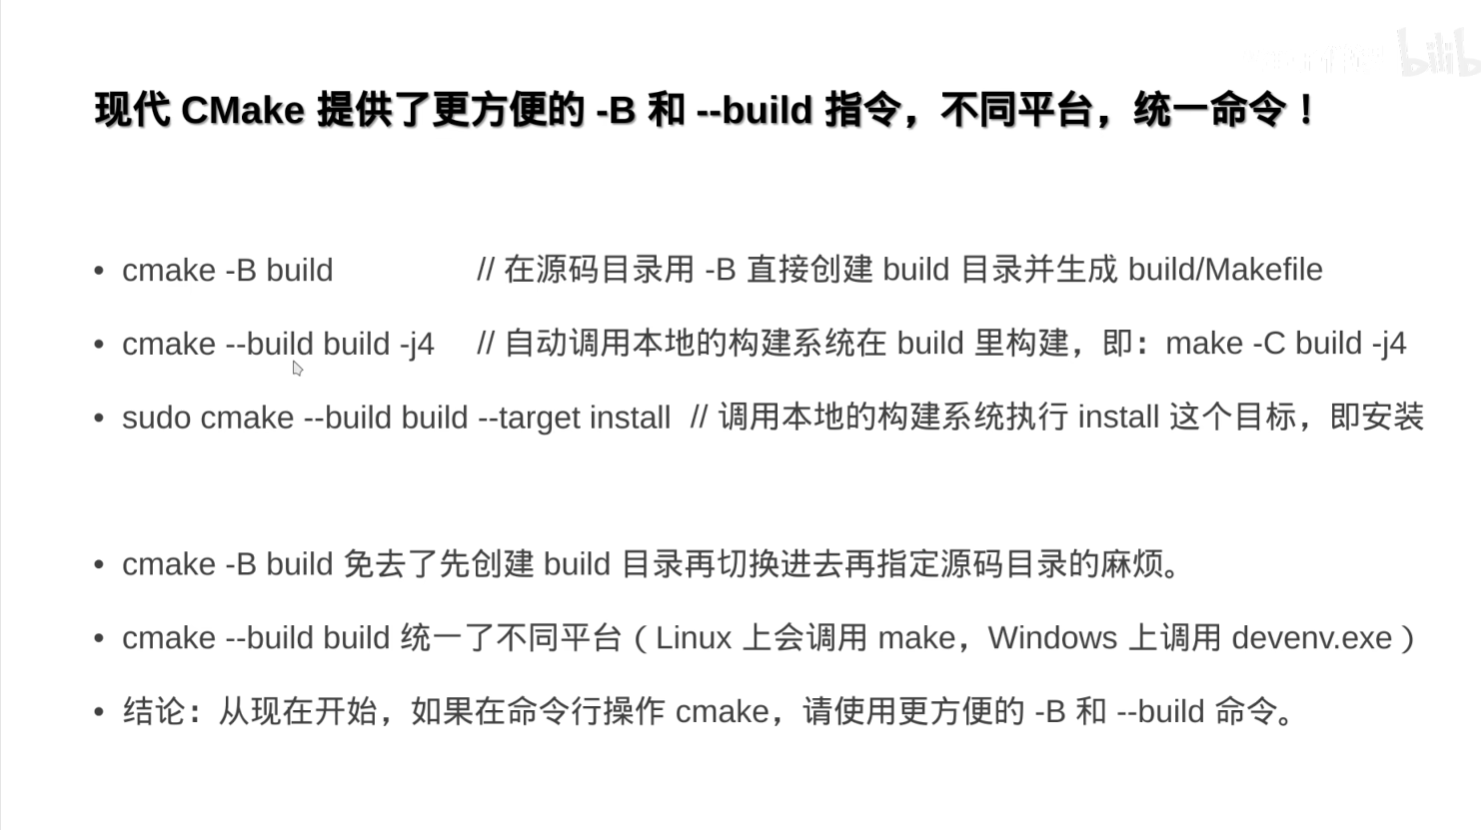 现代 CMake 提供了更方便的 -B 和 --build 指令，不同平台，统一命令！
• cmake -B build // 在源码目录用 -B 直接创建 build 目录并生成 build/Makefile
• cmake --build build -j4 // 自动调用本地的构建系统在 build 里构建，即：make -C build -j4
• sudo cmake --build build --target install // 调用本地的构建系统执行 install 这个目标，即安装
• cmake -B build 免去了先创建 build 目录再切换进去再指定源码目录的麻烦。
• cmake --build build 统一了不同平台（Linux 上会调用 make，Windows 上调用 devenv.exe）
• 结论：从现在开始，如果在命令行操作 cmake，请使用更方便的 -B 和 --build 命令。